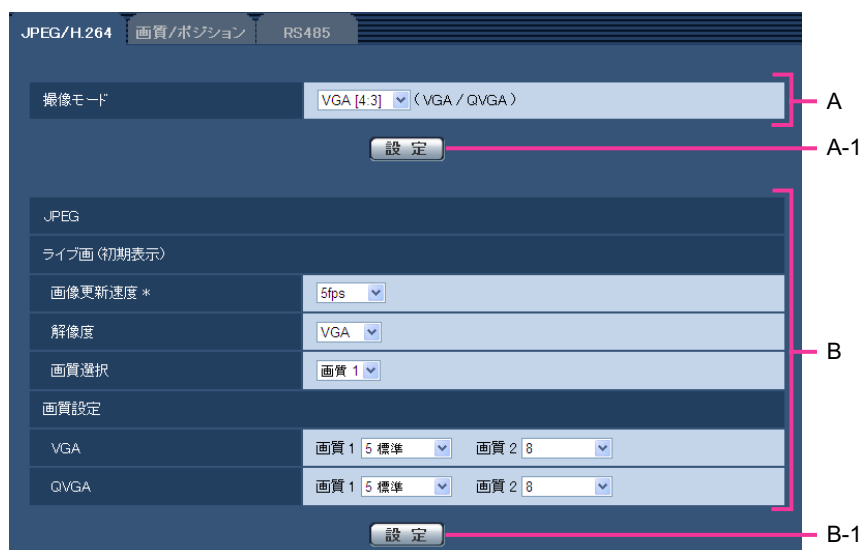 JPEG/H.264 画質/ポジション RS485
撮像モード VGA [4:3] (VGA / QVGA) A
設定 A-1
JPEG
ライブ画(初期表示)
画像更新速度 * 5fps
解像度 VGA
B
画質選択 画質 1
画質設定
VGA 画質 1 5 標準 画質 2 8
QVGA 画質 1 5 標準 画質 2 8
設定 B-1